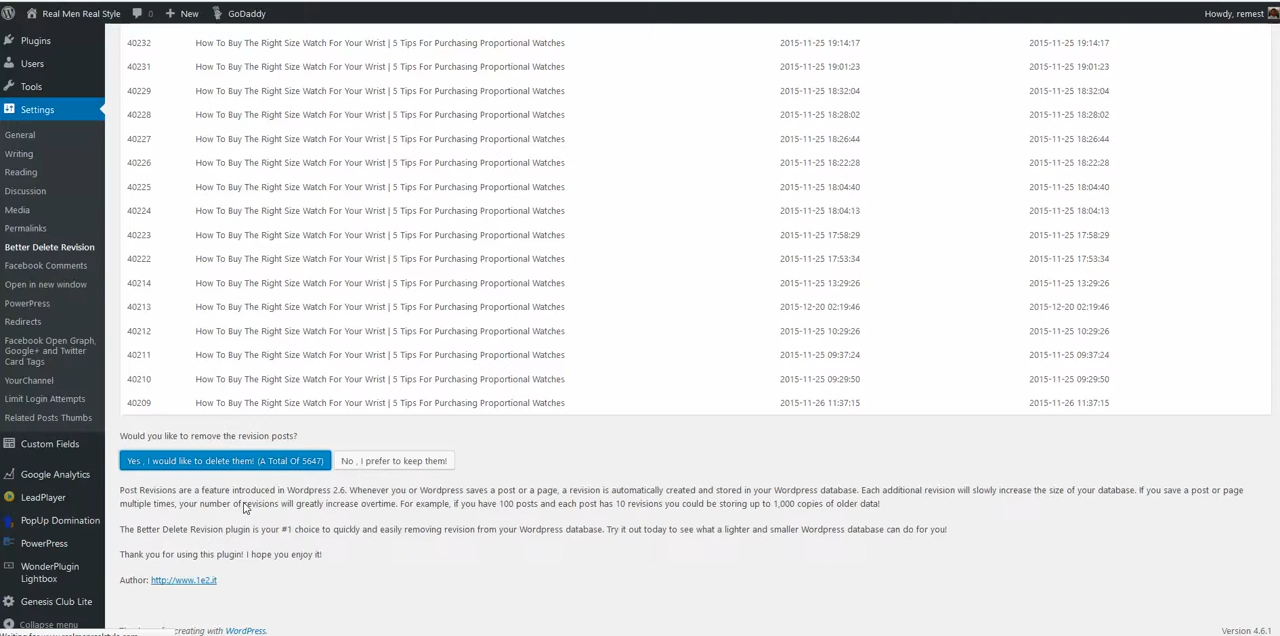 Real Men Real Style 0 New GoDaddy Howdy, remest
Plugins
Users
Tools
Settings
General
Writing
Reading
Discussion
Media
Permalinks
Better Delete Revision
Facebook Comments
Open in new window
PowerPress
Redirects
Facebook Open Graph,
Google+ and Twitter
Card Tags
YourChannel
Limit Login Attempts
Related Posts Thumbs
Custom Fields
Google Analytics
LeadPlayer
PopUp Domination
PowerPress
WonderPlugin
Lightbox
Genesis Club Lite
Collapse menu
40232 How To Buy The Right Size Watch For Your Wrist | 5 Tips For Purchasing Proportional Watches 2015-11-25 19:14:17 2015-11-25 19:14:17
40231 How To Buy The Right Size Watch For Your Wrist | 5 Tips For Purchasing Proportional Watches 2015-11-25 19:01:23 2015-11-25 19:01:23
40229 How To Buy The Right Size Watch For Your Wrist | 5 Tips For Purchasing Proportional Watches 2015-11-25 18:32:04 2015-11-25 18:32:04
40228 How To Buy The Right Size Watch For Your Wrist | 5 Tips For Purchasing Proportional Watches 2015-11-25 18:28:02 2015-11-25 18:28:02
40227 How To Buy The Right Size Watch For Your Wrist | 5 Tips For Purchasing Proportional Watches 2015-11-25 18:26:44 2015-11-25 18:26:44
40226 How To Buy The Right Size Watch For Your Wrist | 5 Tips For Purchasing Proportional Watches 2015-11-25 18:22:28 2015-11-25 18:22:28
40225 How To Buy The Right Size Watch For Your Wrist | 5 Tips For Purchasing Proportional Watches 2015-11-25 18:04:40 2015-11-25 18:04:40
40224 How To Buy The Right Size Watch For Your Wrist | 5 Tips For Purchasing Proportional Watches 2015-11-25 18:04:13 2015-11-25 18:04:13
40223 How To Buy The Right Size Watch For Your Wrist | 5 Tips For Purchasing Proportional Watches 2015-11-25 17:58:29 2015-11-25 17:58:29
40222 How To Buy The Right Size Watch For Your Wrist | 5 Tips For Purchasing Proportional Watches 2015-11-25 17:53:34 2015-11-25 17:53:34
40214 How To Buy The Right Size Watch For Your Wrist | 5 Tips For Purchasing Proportional Watches 2015-11-25 13:29:26 2015-11-25 13:29:26
40213 How To Buy The Right Size Watch For Your Wrist | 5 Tips For Purchasing Proportional Watches 2015-12-20 02:19:46 2015-12-20 02:19:46
40212 How To Buy The Right Size Watch For Your Wrist | 5 Tips For Purchasing Proportional Watches 2015-11-25 10:29:26 2015-11-25 10:29:26
40211 How To Buy The Right Size Watch For Your Wrist | 5 Tips For Purchasing Proportional Watches 2015-11-25 09:37:24 2015-11-25 09:37:24
40210 How To Buy The Right Size Watch For Your Wrist | 5 Tips For Purchasing Proportional Watches 2015-11-25 09:29:50 2015-11-25 09:29:50
40209 How To Buy The Right Size Watch For Your Wrist | 5 Tips For Purchasing Proportional Watches 2015-11-26 11:37:15 2015-11-26 11:37:15
Would you like to remove the revision posts?
Yes , I would like to delete them! (A Total Of 5647) No , I prefer to keep them!
Post Revisions are a feature introduced in Wordpress 2.6. Whenever you or Wordpress saves a post or a page, a revision is automatically created and stored in your Wordpress database. Each additional revision will slowly increase the size of your database. If you save a post or page
multiple times, your number of revisions will greatly increase overtime. For example, if you have 100 posts and each post has 10 revisions you could be storing up to 1,000 copies of older data!
The Better Delete Revision plugin is your #1 choice to quickly and easily removing revision from your Wordpress database. Try it out today to see what a lighter and smaller Wordpress database can do for you!
Thank you for using this plugin! I hope you enjoy it!
Author: http://www.1e2.it
creating with WordPress. Version 4.6.1